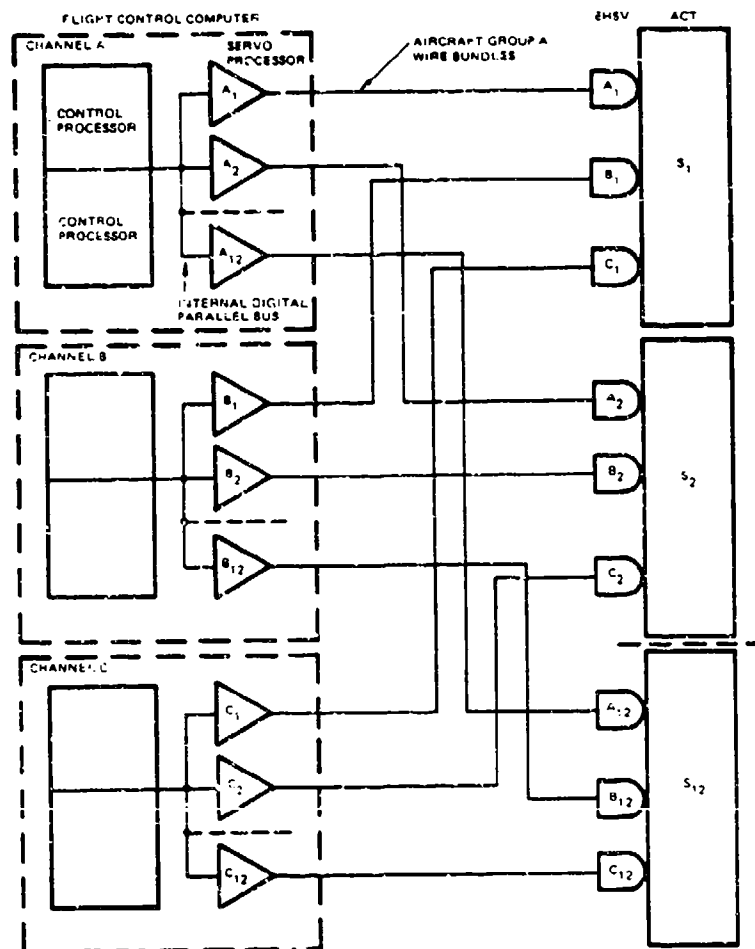 FLIGHT CONTROL COMPUTER
CHANNEL A
SERVO
PROCESSOR
AIRCRAFT GROUP A
WIRE BUNDLES
EHSV
ACT
CONTROL
PROCESSOR
CONTROL
PROCESSOR
A1
A2
A12
INTERNAL DIGITAL
PARALLEL BUS
A1
B1
C1
S1
CHANNEL B
B1
B2
B12
A2
B2
C2
S2
CHANNEL C
C1
C2
C12
A12
B12
C12
S12